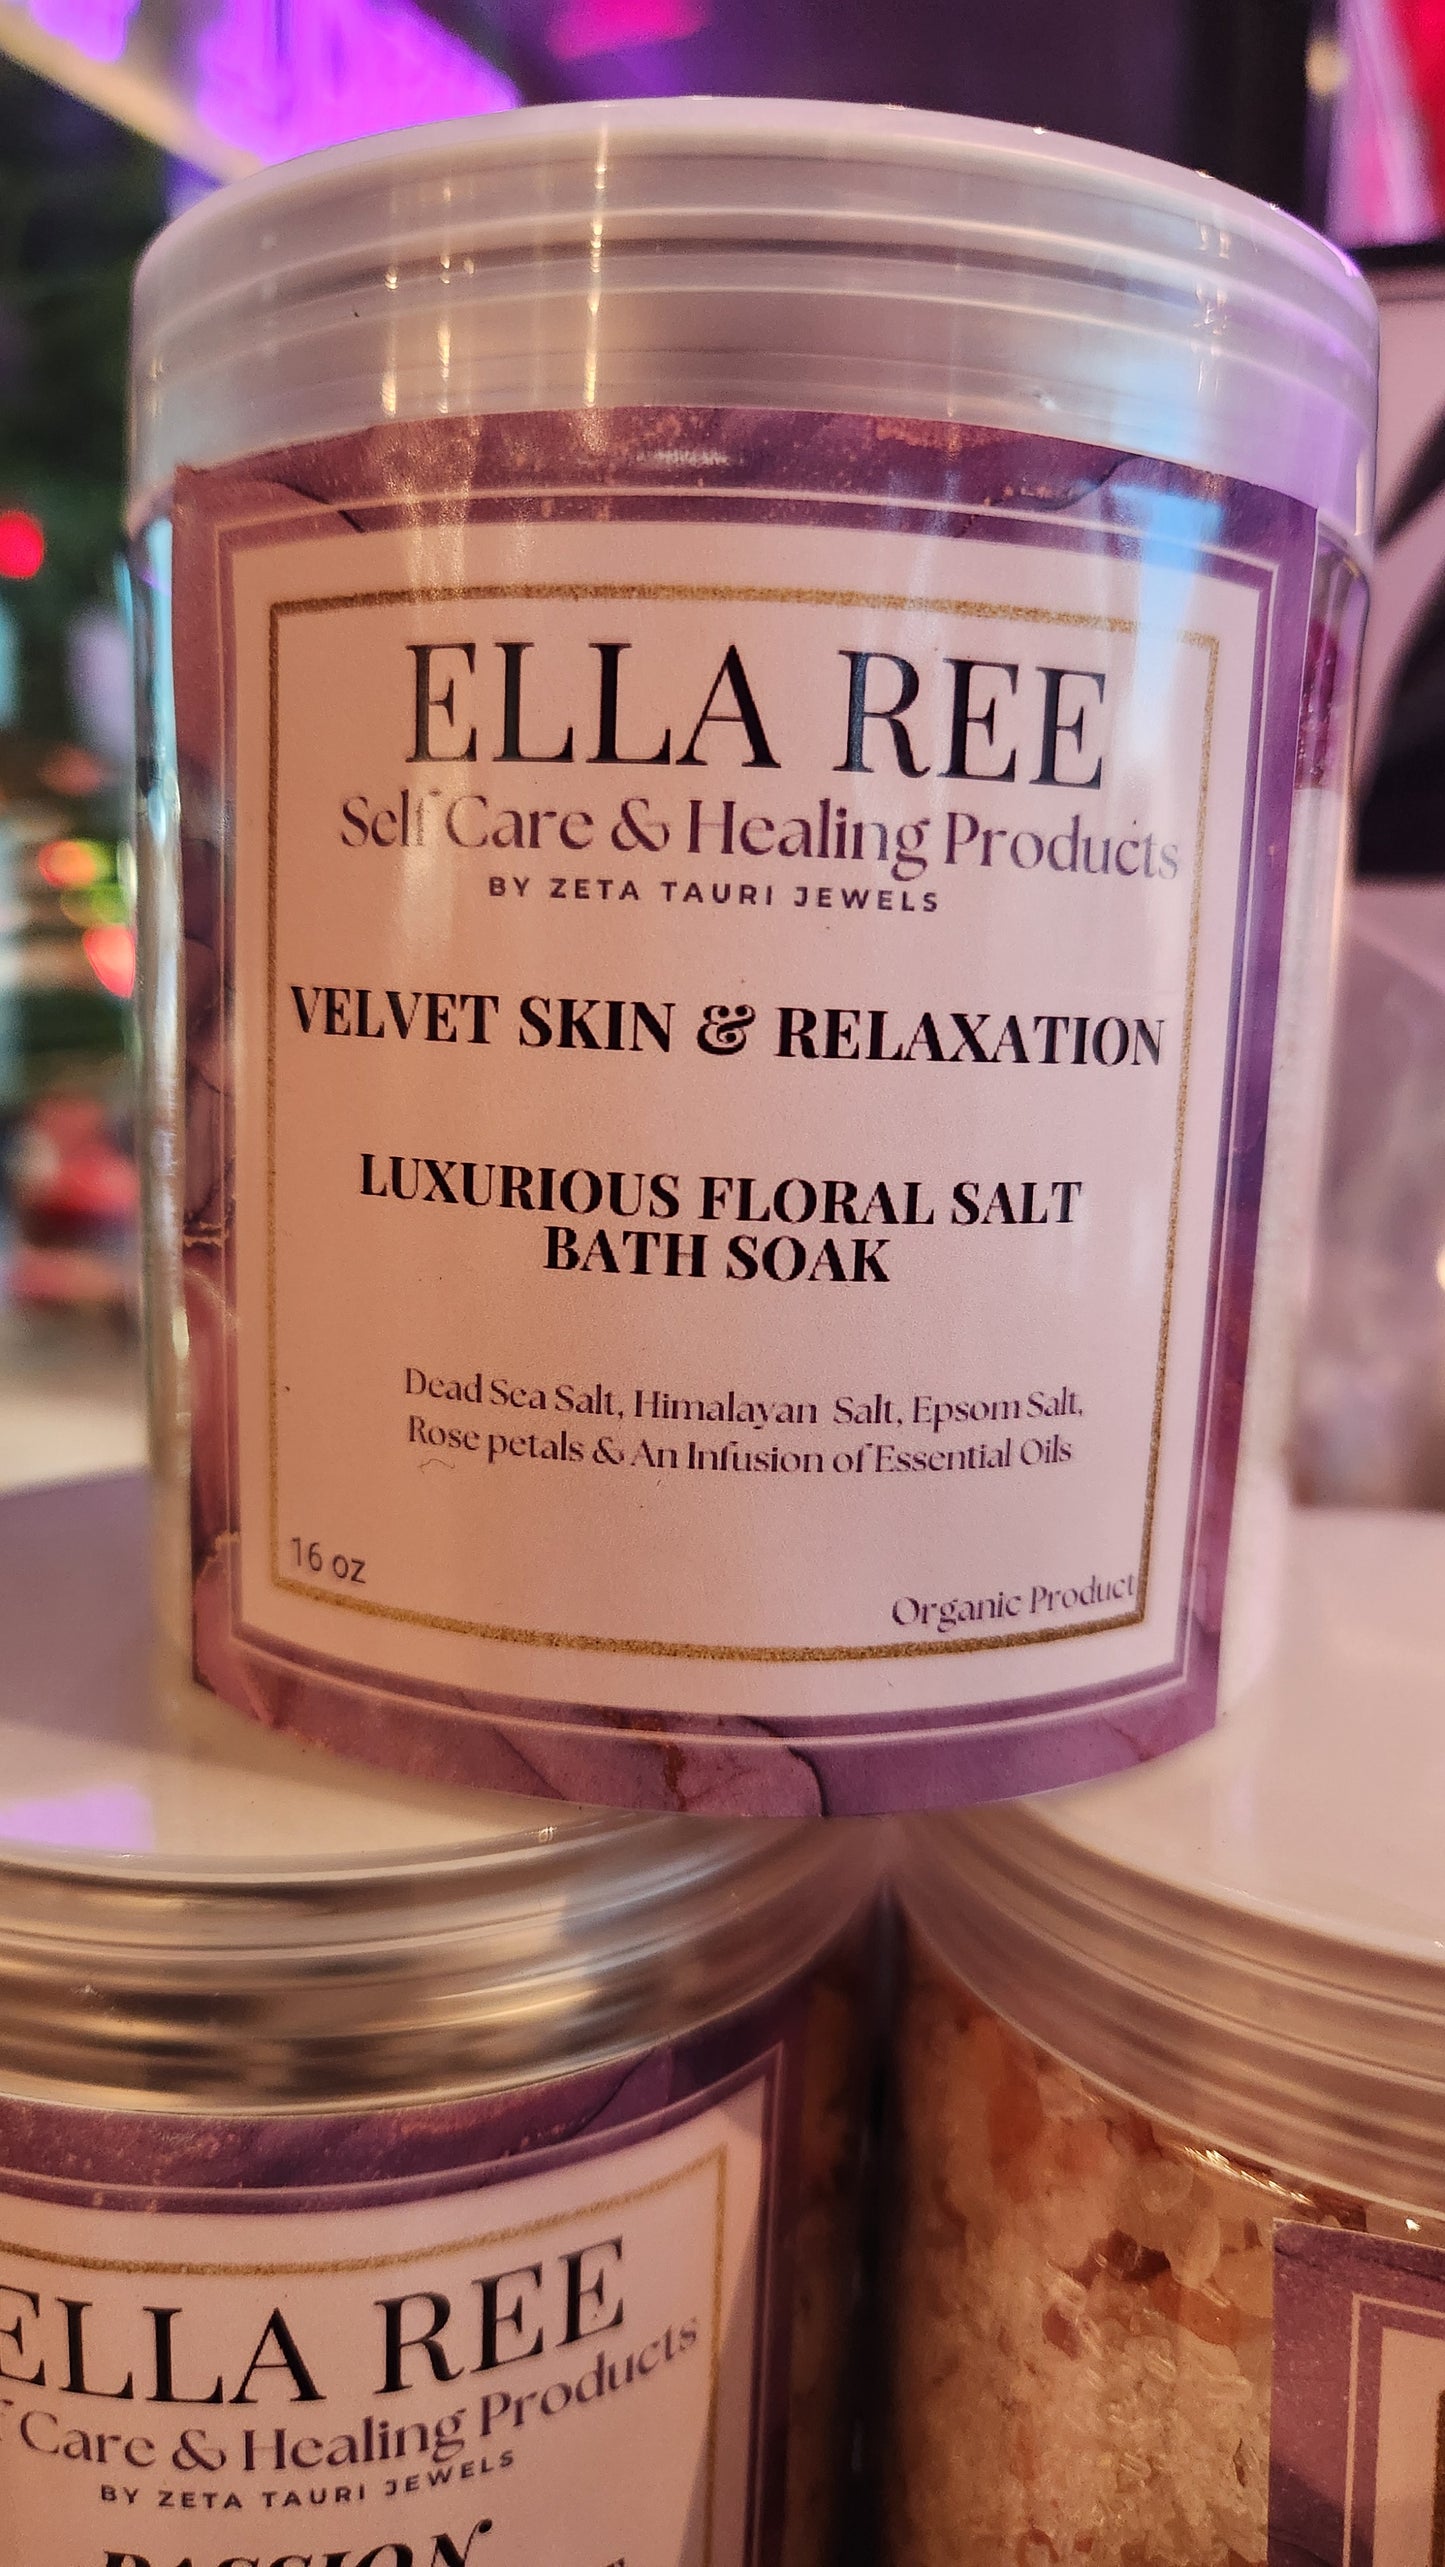 ELLA REE
Self Care & Healing Products
BY ZETA TAURI JEWELS
VELVET SKIN & RELAXATION
LUXURIOUS FLORAL SALT
BATH SOAK
Dead Sea Salt, Himalayan Salt, Epsom Salt,
Rose petals & An Infusion of Essential Oils
16 oz
Organic Product
ELLA REE
Care & Healing Products
BY ZETA TAURI JEWELS
PASSION